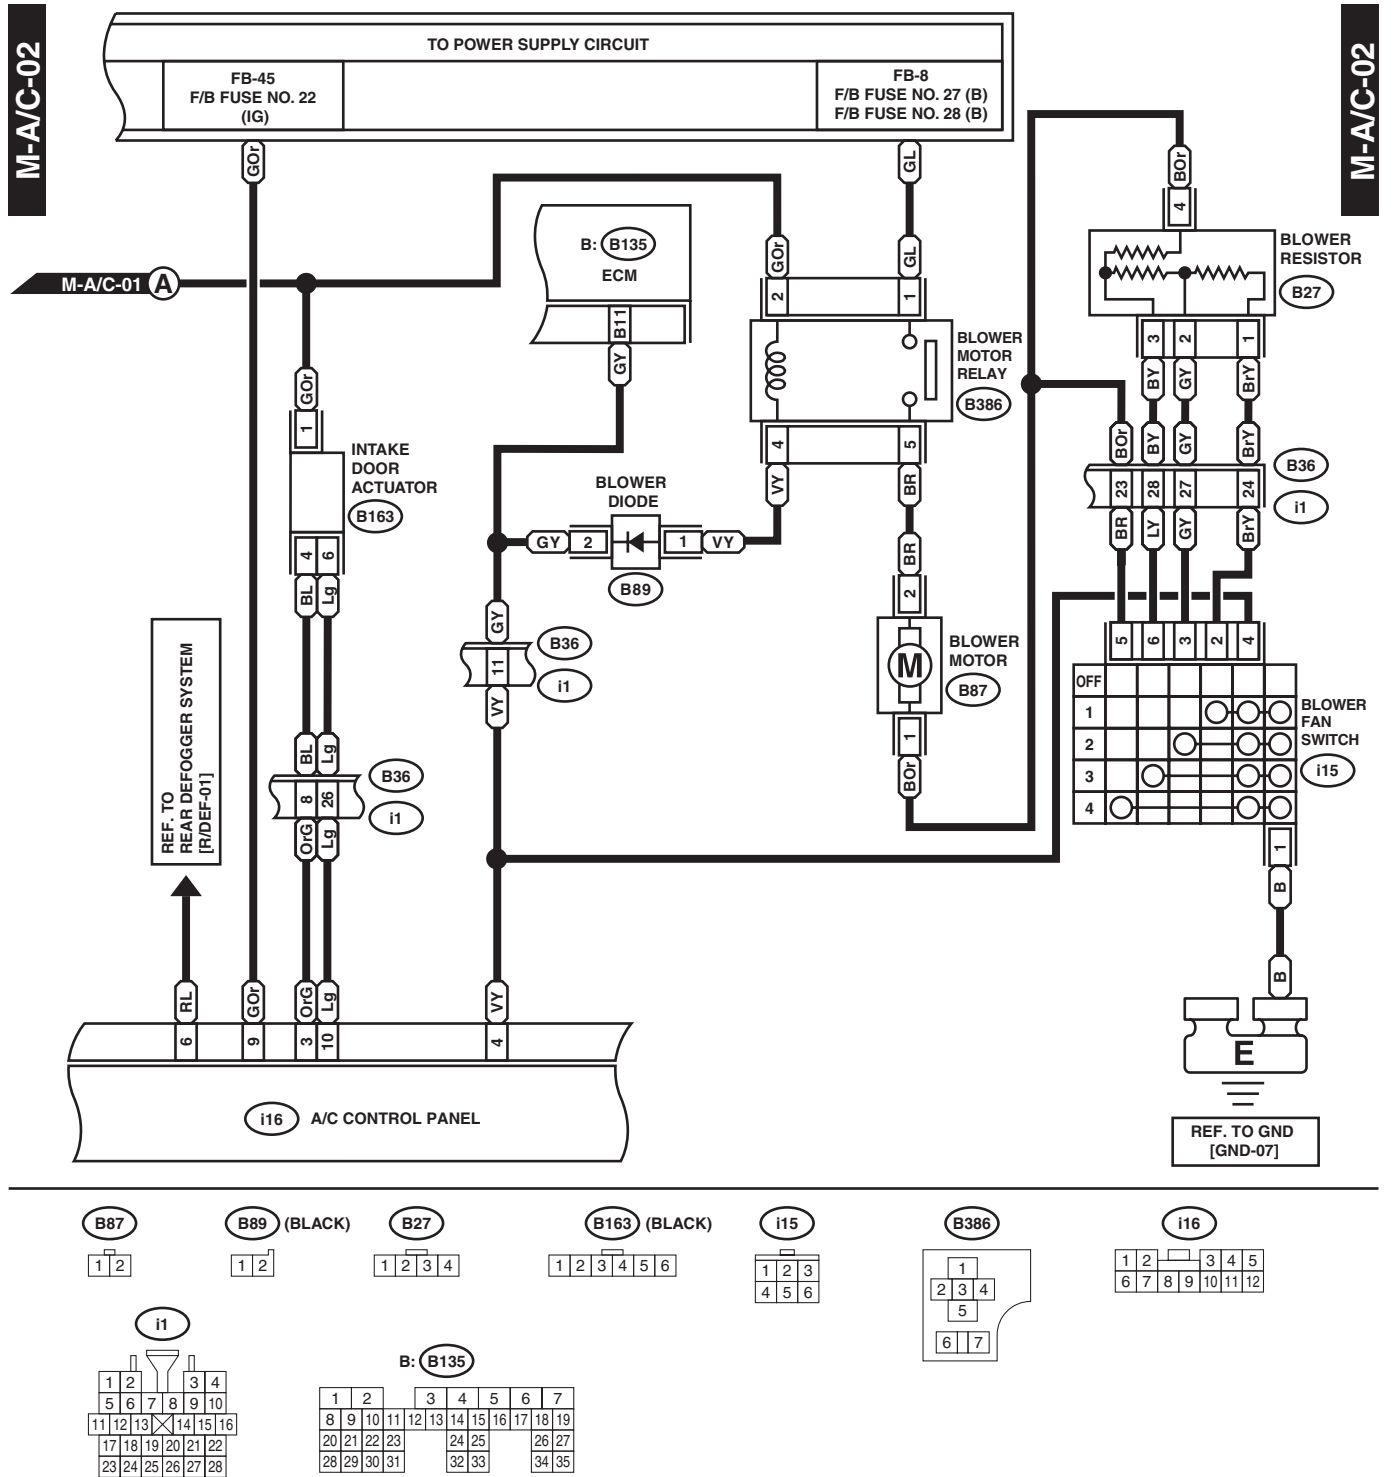 M-A/C-02
M-A/C-02
TO POWER SUPPLY CIRCUIT
FB-45
F/B FUSE NO. 22
(IG)
FB-8
F/B FUSE NO. 27 (B)
F/B FUSE NO. 28 (B)
GOr
GL
BOr
4
M-A/C-01 A
B: B135
ECM
B11
GY
GOr
GL
2
1
BLOWER
MOTOR
RELAY
B386
4
5
VY
BR
BLOWER
RESISTOR
B27
3
2
1
BY
GY
BrY
BOr
BY
GY
BrY
23
28
27
24
BR
LY
GY
BrY
B36
i1
GOr
1
INTAKE
DOOR
ACTUATOR
B163
4
6
BL
Lg
BLOWER
DIODE
GY
2
1
VY
B89
BR
2
M
BLOWER
MOTOR
B87
1
BOr
GY
11
VY
B36
i1
5
6
3
2
4
OFF
1
2
3
4
BLOWER
FAN
SWITCH
i15
1
B
B
E
REF. TO GND
[GND-07]
REF. TO
REAR DEFOGGER SYSTEM
[R/DEF-01]
BL
Lg
8
26
OrG
Lg
B36
i1
RL
GOr
OrG
Lg
VY
6
9
3
10
4
i16 A/C CONTROL PANEL
B87
1 2
B89 (BLACK)
1 2
B27
1 2 3 4
B163 (BLACK)
1 2 3 4 5 6
i15
1 2 3
4 5 6
B386
1
2 3 4
5
6 7
i16
1 2 3 4 5
6 7 8 9 10 11 12
i1
1 2 3 4
5 6 7 8 9 10
11 12 13 14 15 16
17 18 19 20 21 22
23 24 25 26 27 28
B: B135
1 2 3 4 5 6 7
8 9 10 11 12 13 14 15 16 17 18 19
20 21 22 23 24 25 26 27
28 29 30 31 32 33 34 35